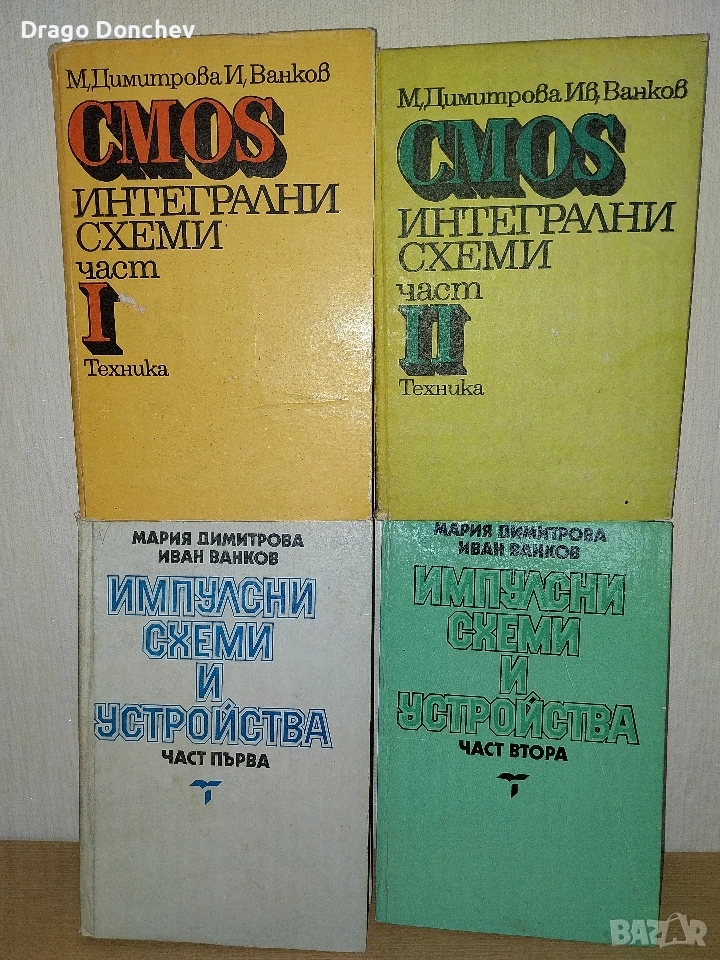 Drago Donchev
М. Димитрова И. Ванков
CMOS
ИНТЕГРАЛНИ
СХЕМИ
част
I
Техника
М. Димитрова Ив. Ванков
CMOS
ИНТЕГРАЛНИ
СХЕМИ
част
II
Техника
МАРИЯ ДИМИТРОВА
ИВАН ВАНКОВ
ИМПУЛСНИ
СХЕМИ
И
УСТРОЙСТВА
ЧАСТ ПЪРВА
МАРИЯ ДИМИТРОВА
ИВАН ВАНКОВ
ИМПУЛСНИ
СХЕМИ
И
УСТРОЙСТВА
ЧАСТ ВТОРА
BAZAR